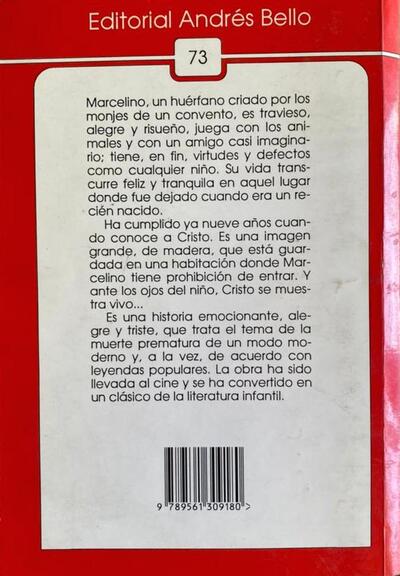 Editorial Andrés Bello
73
Marcelino, un huérfano criado por los
monjes de un convento, es travieso,
alegre y risueño, juega con los ani-
males y con un amigo casi imagina-
rio; tiene, en fin, virtudes y defectos
como cualquier niño. Su vida trans-
curre feliz y tranquila en aquel lugar
donde fue dejado cuando era un re-
cién nacido.
Ha cumplido ya nueve años cuan-
do conoce a Cristo. Es una imagen
grande, de madera, que está guar-
dada en una habitación donde Mar-
celino tiene prohibición de entrar. Y
ante los ojos del niño, Cristo se mues-
tra vivo...
Es una historia emocionante, ale-
gre y triste, que trata el tema de la
muerte prematura de un modo mo-
derno y, a la vez, de acuerdo con
leyendas populares. La obra ha sido
llevada al cine y se ha convertido en
un clásico de la literatura infantil.
9 789561 309180 >